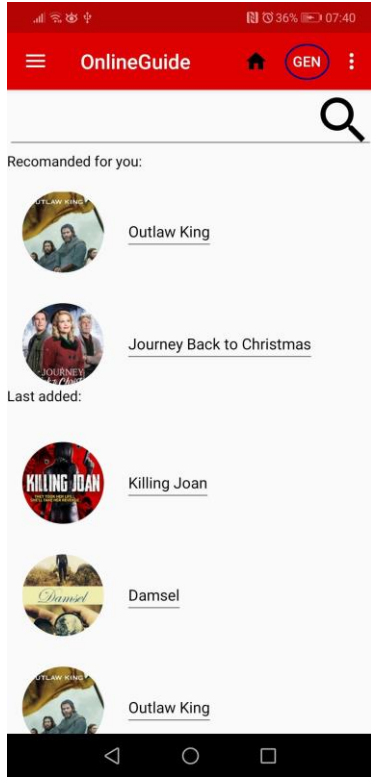 36% 07:40
OnlineGuide GEN
Recomanded for you:
OUTLAW KING
Outlaw King
JOURNEY
Journey Back to Christmas
Last added:
KILLING JOAN
Killing Joan
Damsel
Damsel
OUTLAW KING
Outlaw King